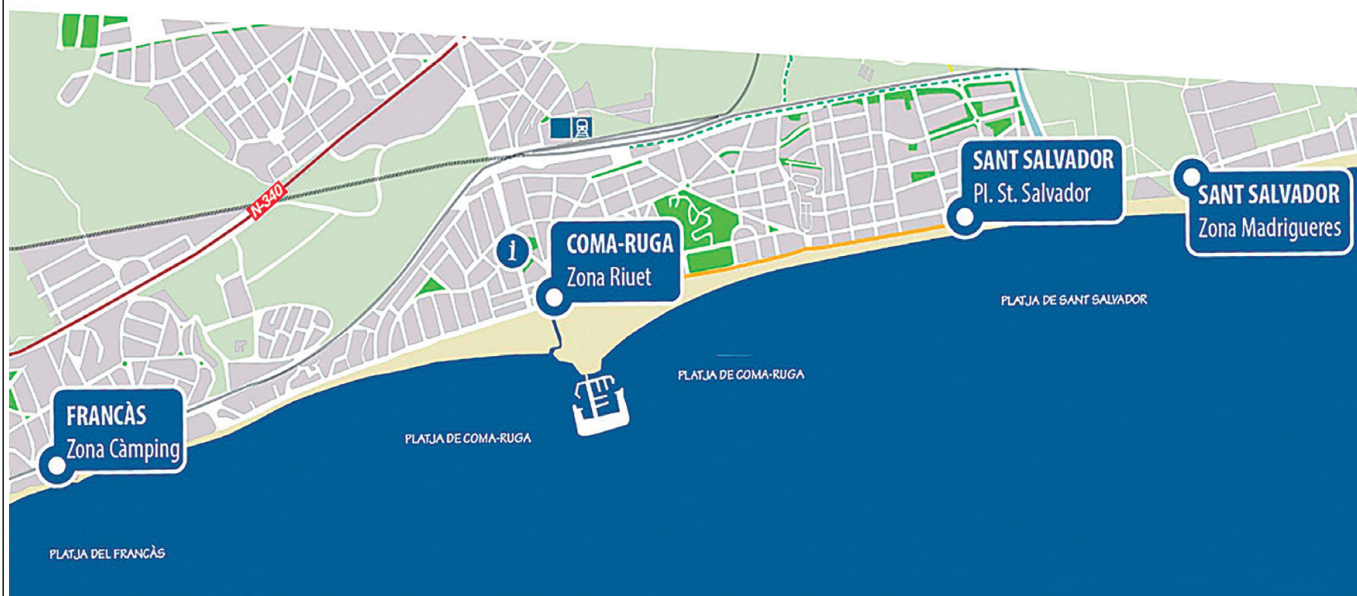 N-340
i
COMA-RUGA
Zona Riuet
SANT SALVADOR
Pl. St. Salvador
SANT SALVADOR
Zona Madrigueres
PLATJA DE SANT SALVADOR
PLATJA DE COMA-RUGA
FRANCÀS
Zona Càmping
PLATJA DE COMA-RUGA
PLATJA DEL FRANCÀS